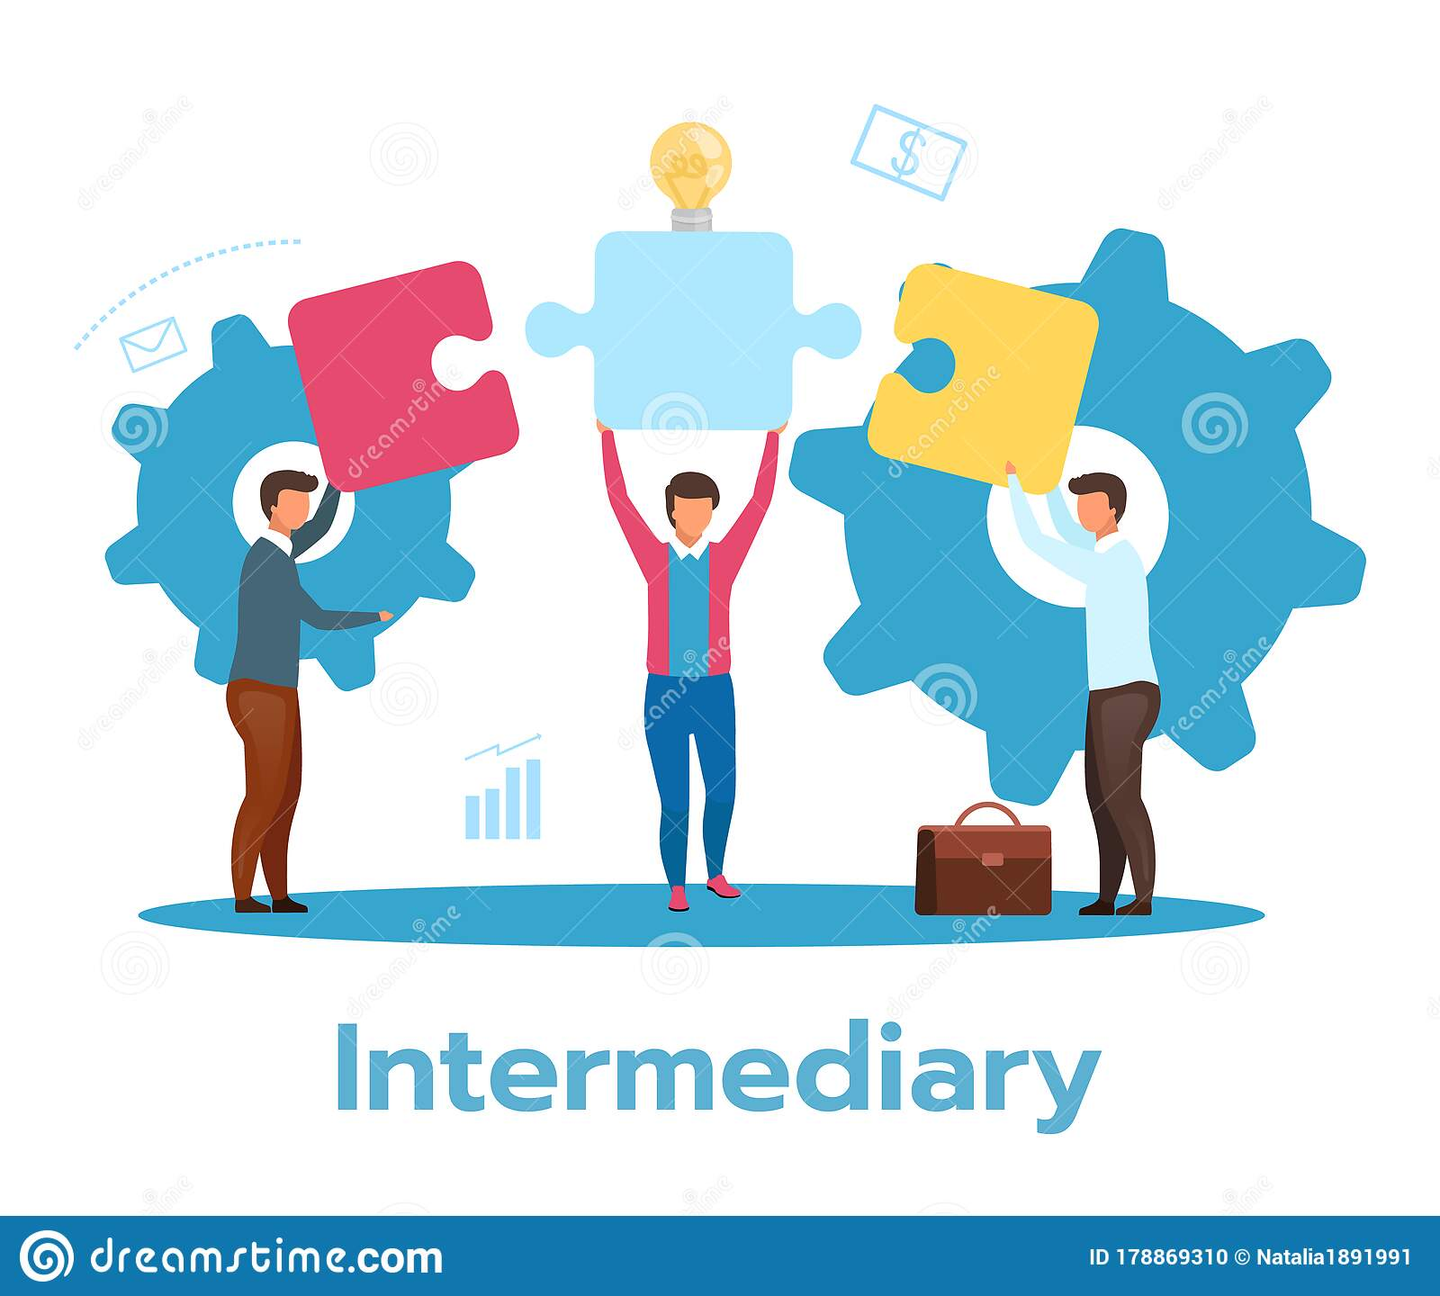 $
Intermediary
dreamstime.com
ID 178869310 © Natalia1891991